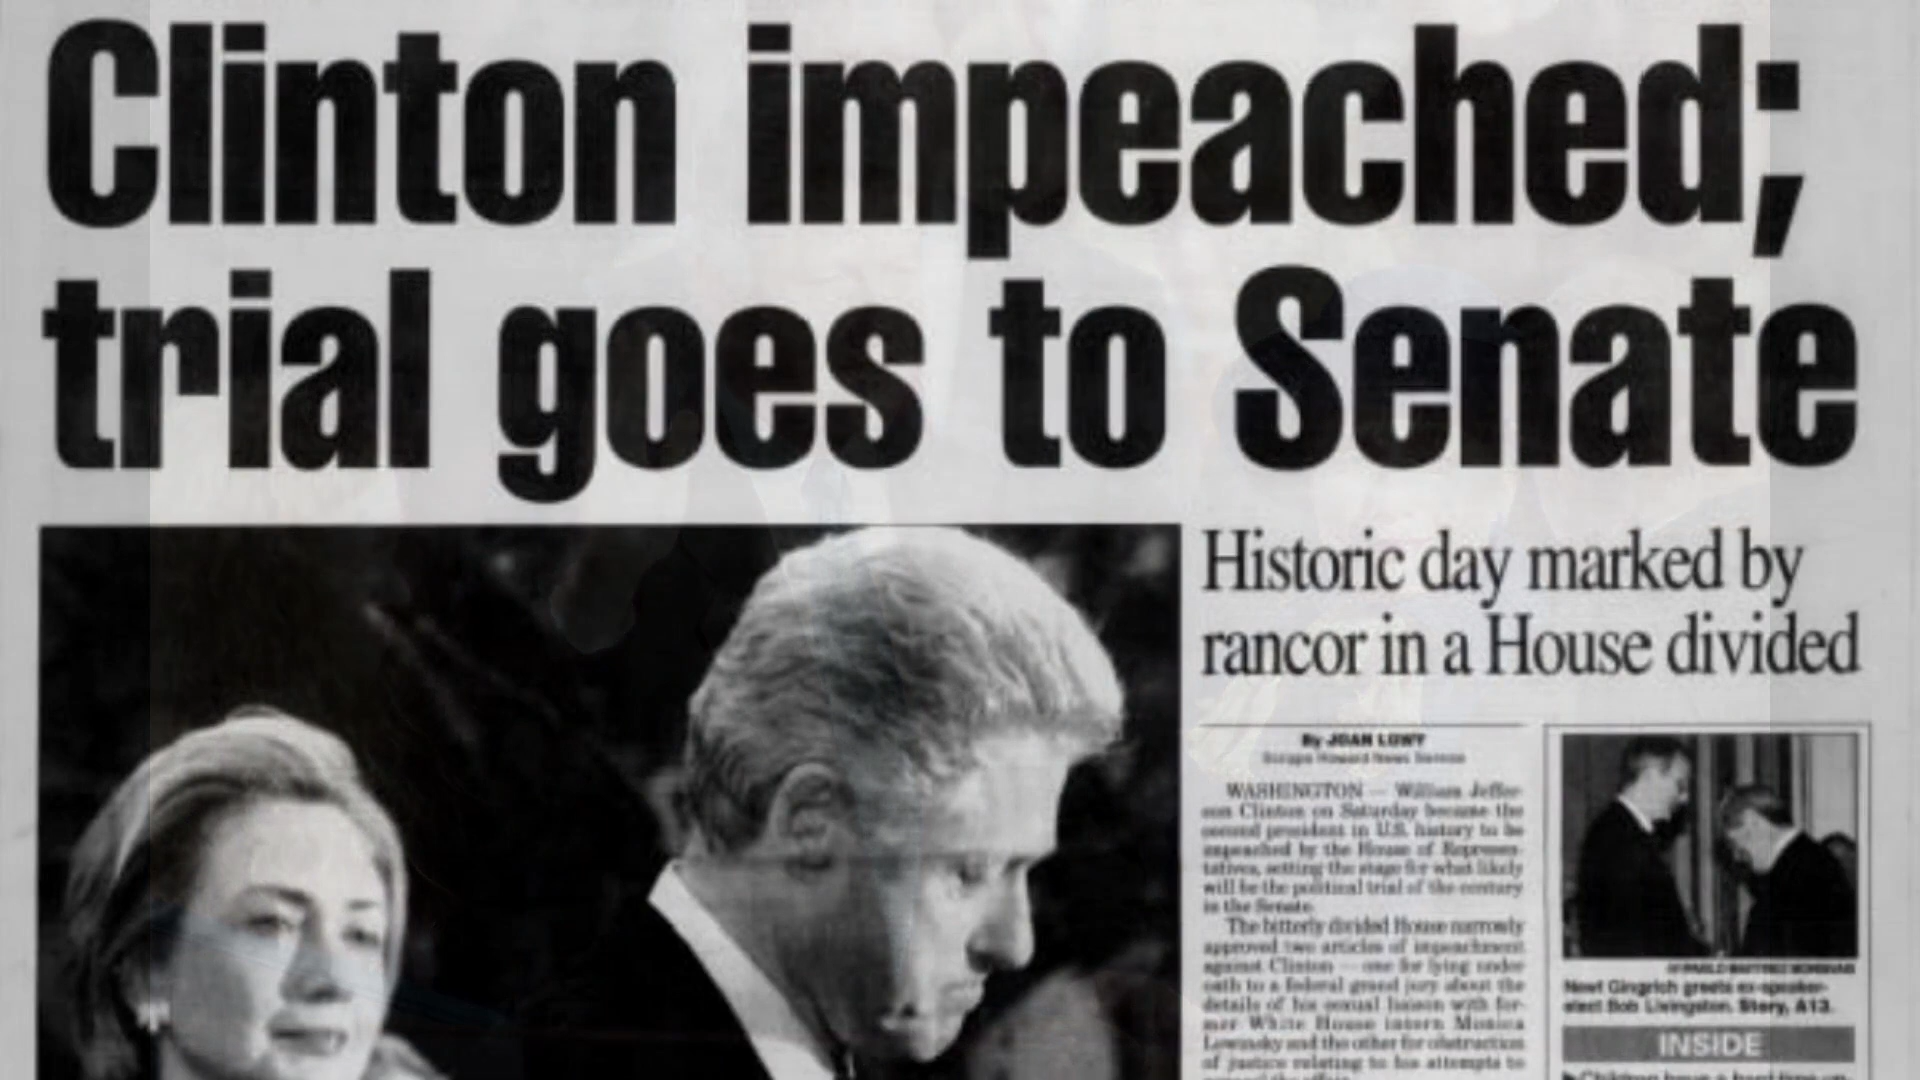 Clinton impeached;
trial goes to Senate
Historic day marked by
rancor in a House divided
By JOAN LOWY
Scripps Howard News Service
WASHINGTON — William Jeffer-
son Clinton on Saturday became the
second president in U.S. history to be
impeached by the House of Represen-
tatives, setting the stage for what likely
will be the political trial of the century
in the Senate.
The bitterly divided House narrowly
approved two articles of impeachment
against Clinton — one for lying under
oath to a federal grand jury about the
details of his sexual liaison with for-
mer White House intern Monica
Lewinsky and the other for obstruction
of justice relating to his attempts to
Newt Gingrich greets ex-speaker-
elect Bob Livingston. Story, A13.
INSIDE